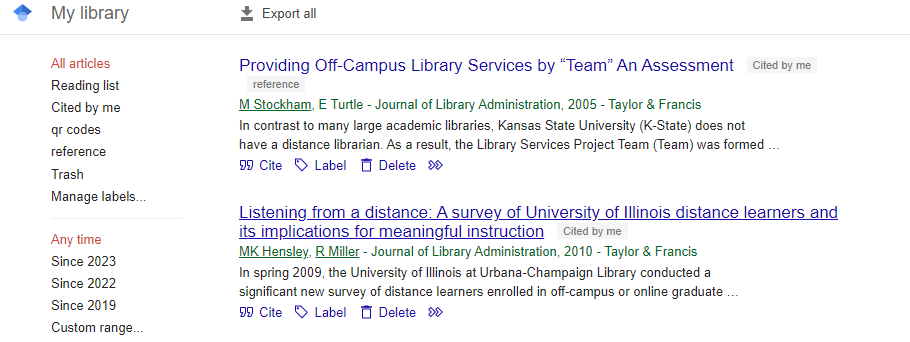 My library
Export all
All articles
Reading list
Cited by me
qr codes
reference
Trash
Manage labels...
Any time
Since 2023
Since 2022
Since 2019
Custom range...
Providing Off-Campus Library Services by “Team” An Assessment Cited by me
reference
M Stockham, E Turtle - Journal of Library Administration, 2005 - Taylor & Francis
In contrast to many large academic libraries, Kansas State University (K-State) does not
have a distance librarian. As a result, the Library Services Project Team (Team) was formed …
Cite Label Delete
Listening from a distance: A survey of University of Illinois distance learners and
its implications for meaningful instruction Cited by me
MK Hensley, R Miller - Journal of Library Administration, 2010 - Taylor & Francis
In spring 2009, the University of Illinois at Urbana-Champaign Library conducted a
significant new survey of distance learners enrolled in off-campus or online graduate …
Cite Label Delete